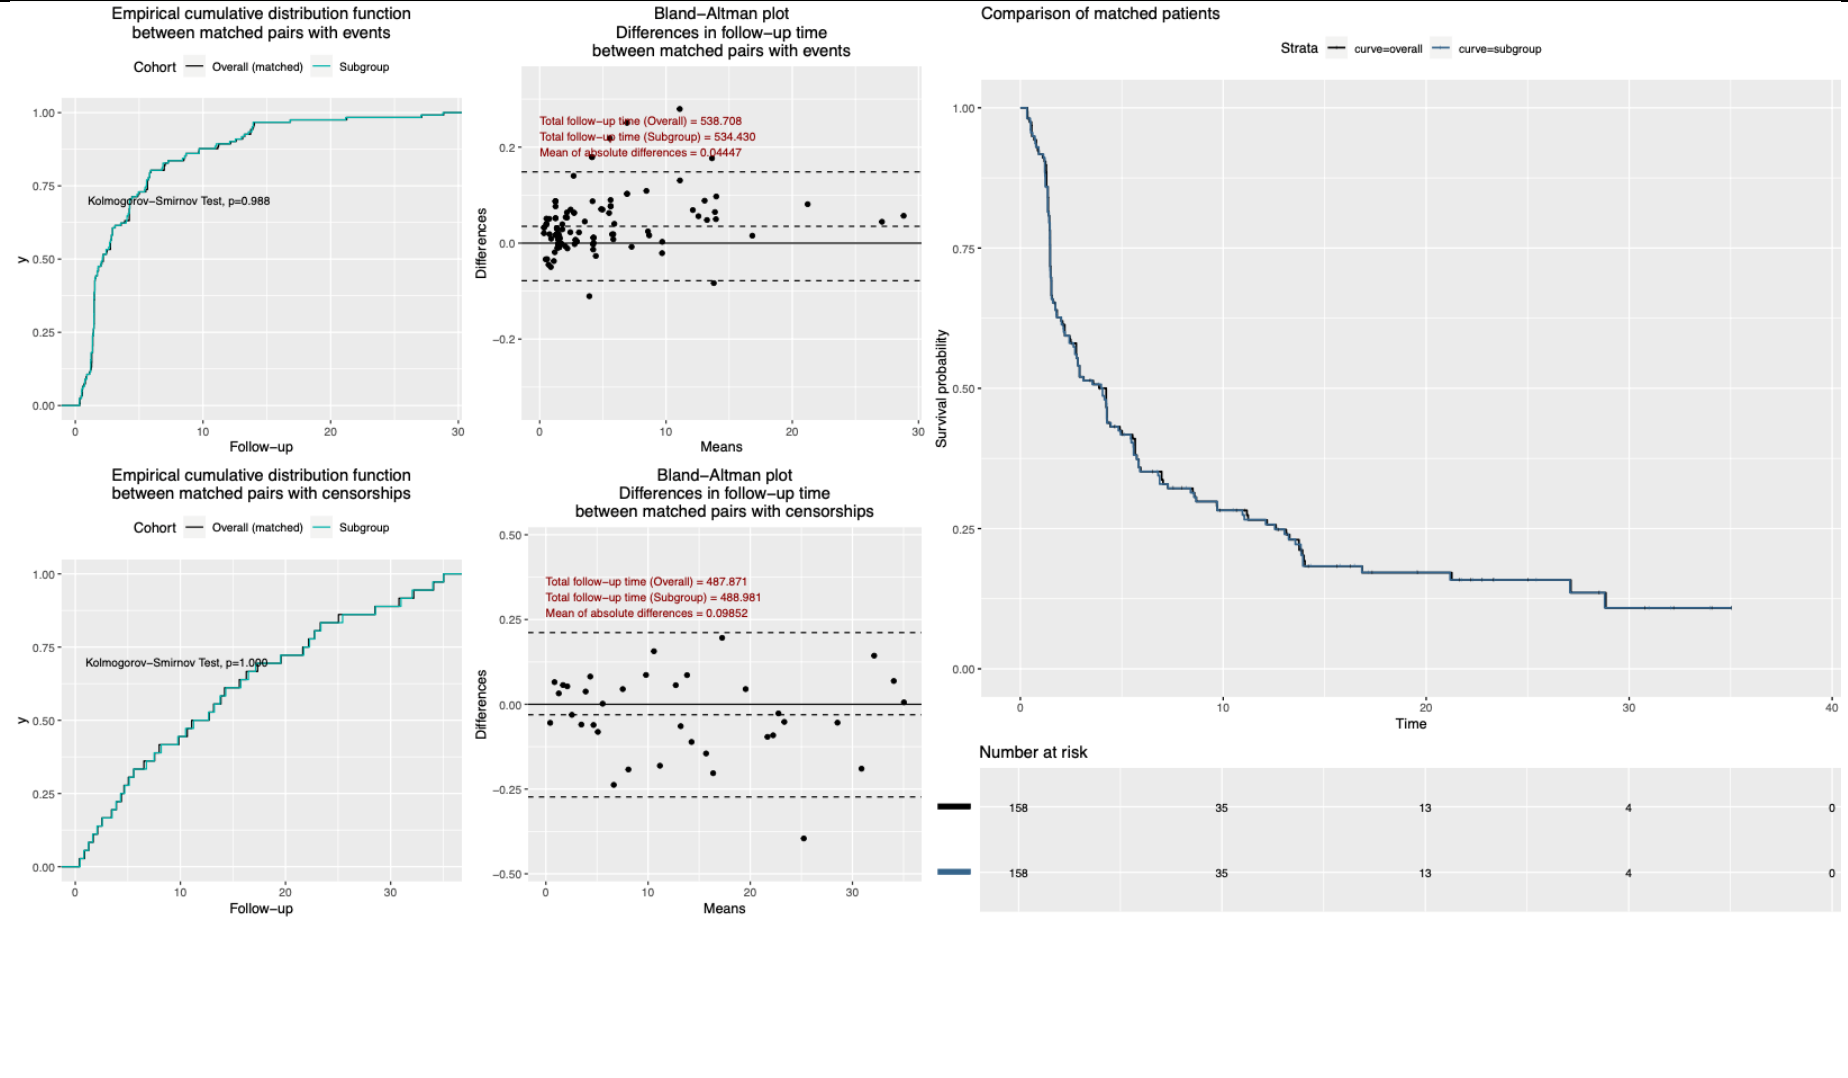 Empirical cumulative distribution function
between matched pairs with events
Cohort Overall (matched) Subgroup
1.00
0.75
0.50
0.25
0.00
y
Kolmogorov−Smirnov Test, p=0.988
0 10 20 30
Follow−up
Bland−Altman plot
Differences in follow−up time
between matched pairs with events
Total follow−up time (Overall) = 538.708
Total follow−up time (Subgroup) = 534.430
Mean of absolute differences = 0.04447
0.2
0.0
−0.2
Differences
0 10 20 30
Means
Empirical cumulative distribution function
between matched pairs with censorships
Cohort Overall (matched) Subgroup
1.00
0.75
0.50
0.25
0.00
y
Kolmogorov−Smirnov Test, p=1.000
0 10 20 30
Follow−up
Bland−Altman plot
Differences in follow−up time
between matched pairs with censorships
Total follow−up time (Overall) = 487.871
Total follow−up time (Subgroup) = 488.981
Mean of absolute differences = 0.09852
0.50
0.25
0.00
−0.25
−0.50
Differences
0 10 20 30
Means
Comparison of matched patients
Strata curve=overall curve=subgroup
1.00
0.75
0.50
0.25
0.00
Survival probability
0 10 20 30 40
Time
Number at risk
158 35 13 4 0
158 35 13 4 0